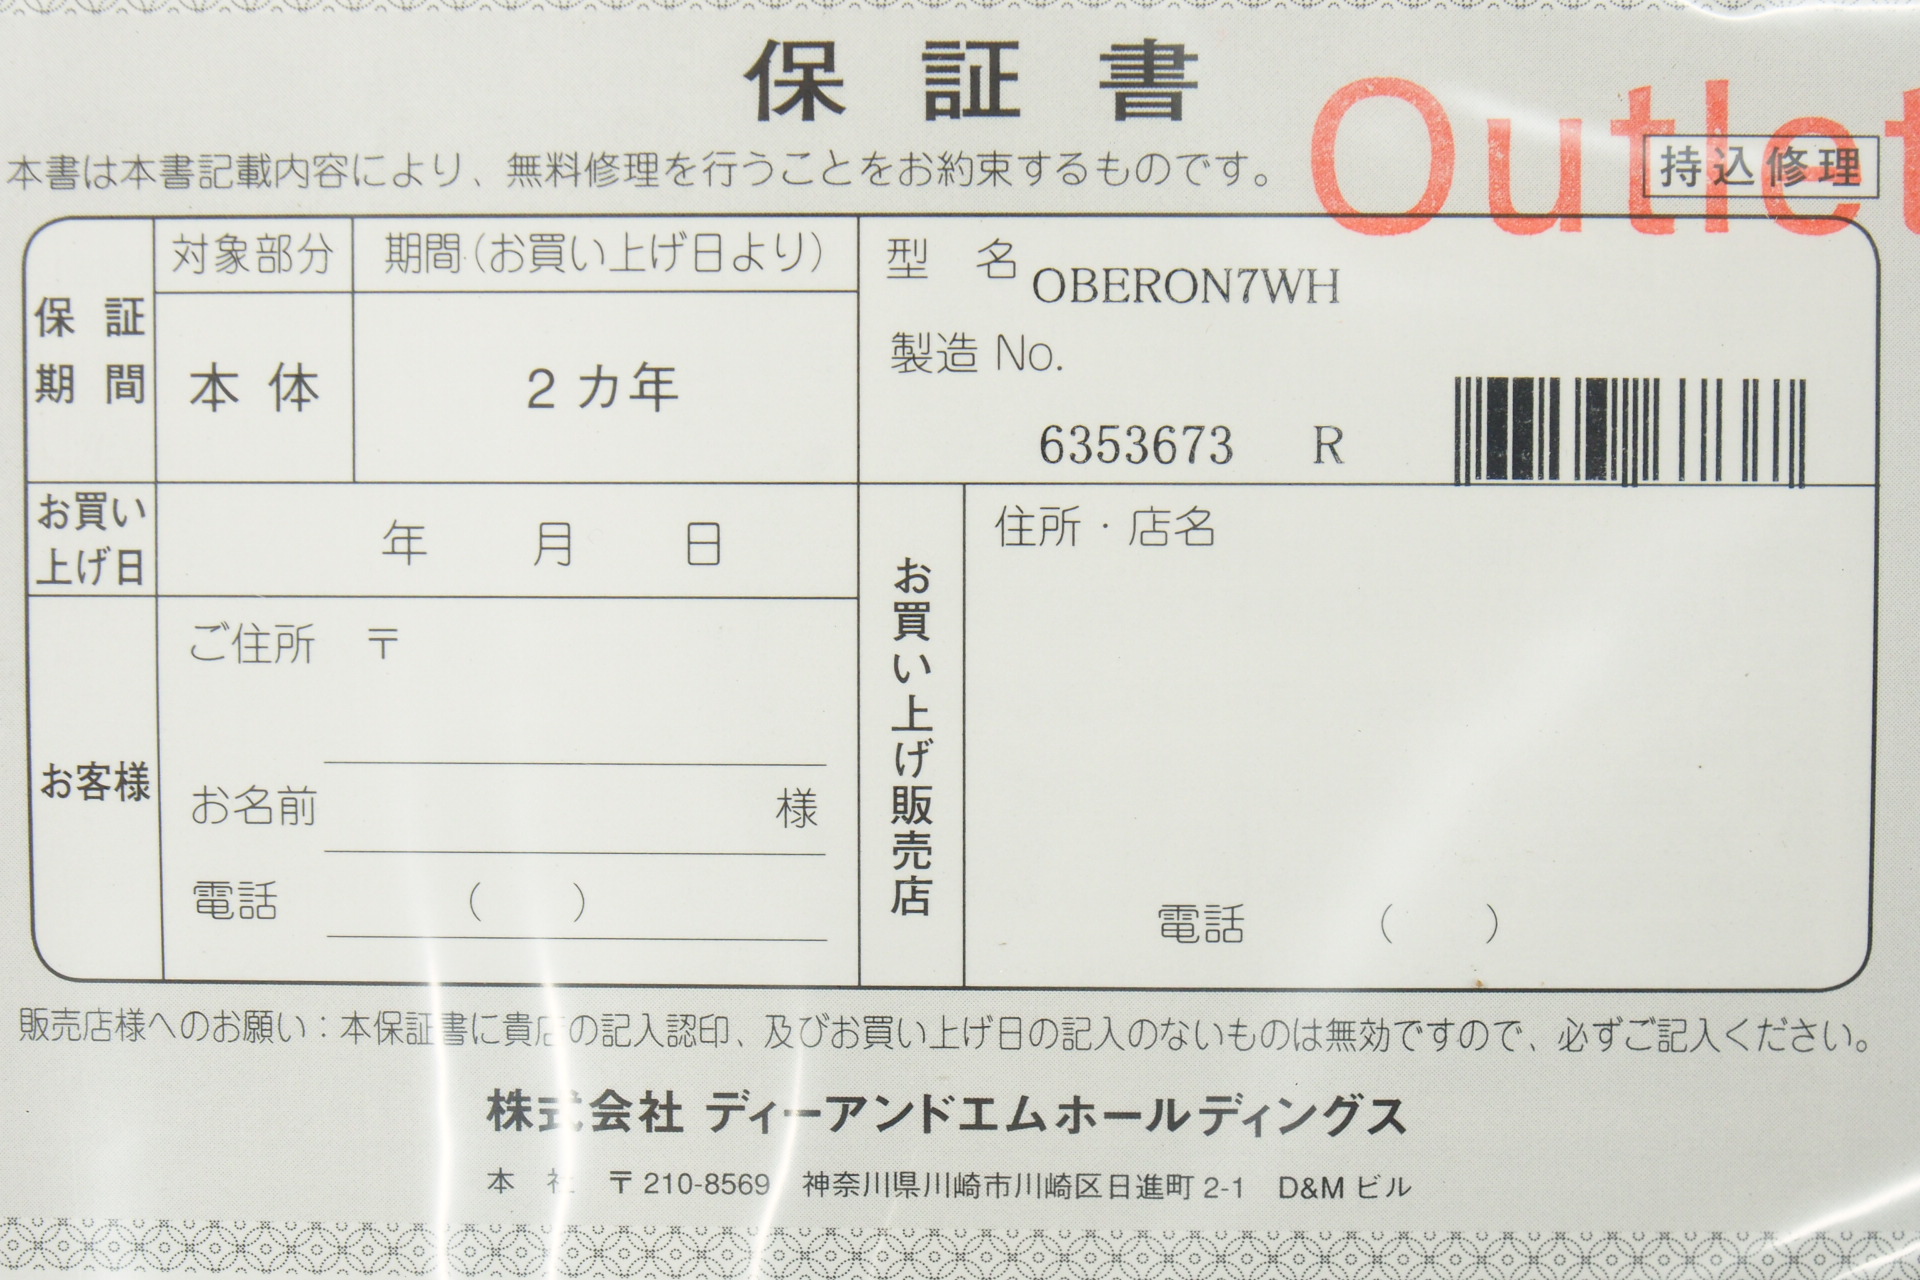 保証書
Outlet
本書は本書記載内容により、無料修理を行うことをお約束するものです。
持込修理
保証期間
対象部分
期間(お買い上げ日より)
本体
2カ年
型 名 OBERON7WH
製造 No.
6353673 R
お買い上げ日
年 月 日
お客様
ご住所 〒
お名前 様
電話 ( )
お買い上げ販売店
住所・店名
電話 ( )
販売店様へのお願い:本保証書に貴店の記入認印、及びお買い上げ日の記入のないものは無効ですので、必ずご記入ください。
株式会社 ディーアンドエムホールディングス
本 社 〒210-8569 神奈川県川崎市川崎区日進町 2-1 D&M ビル